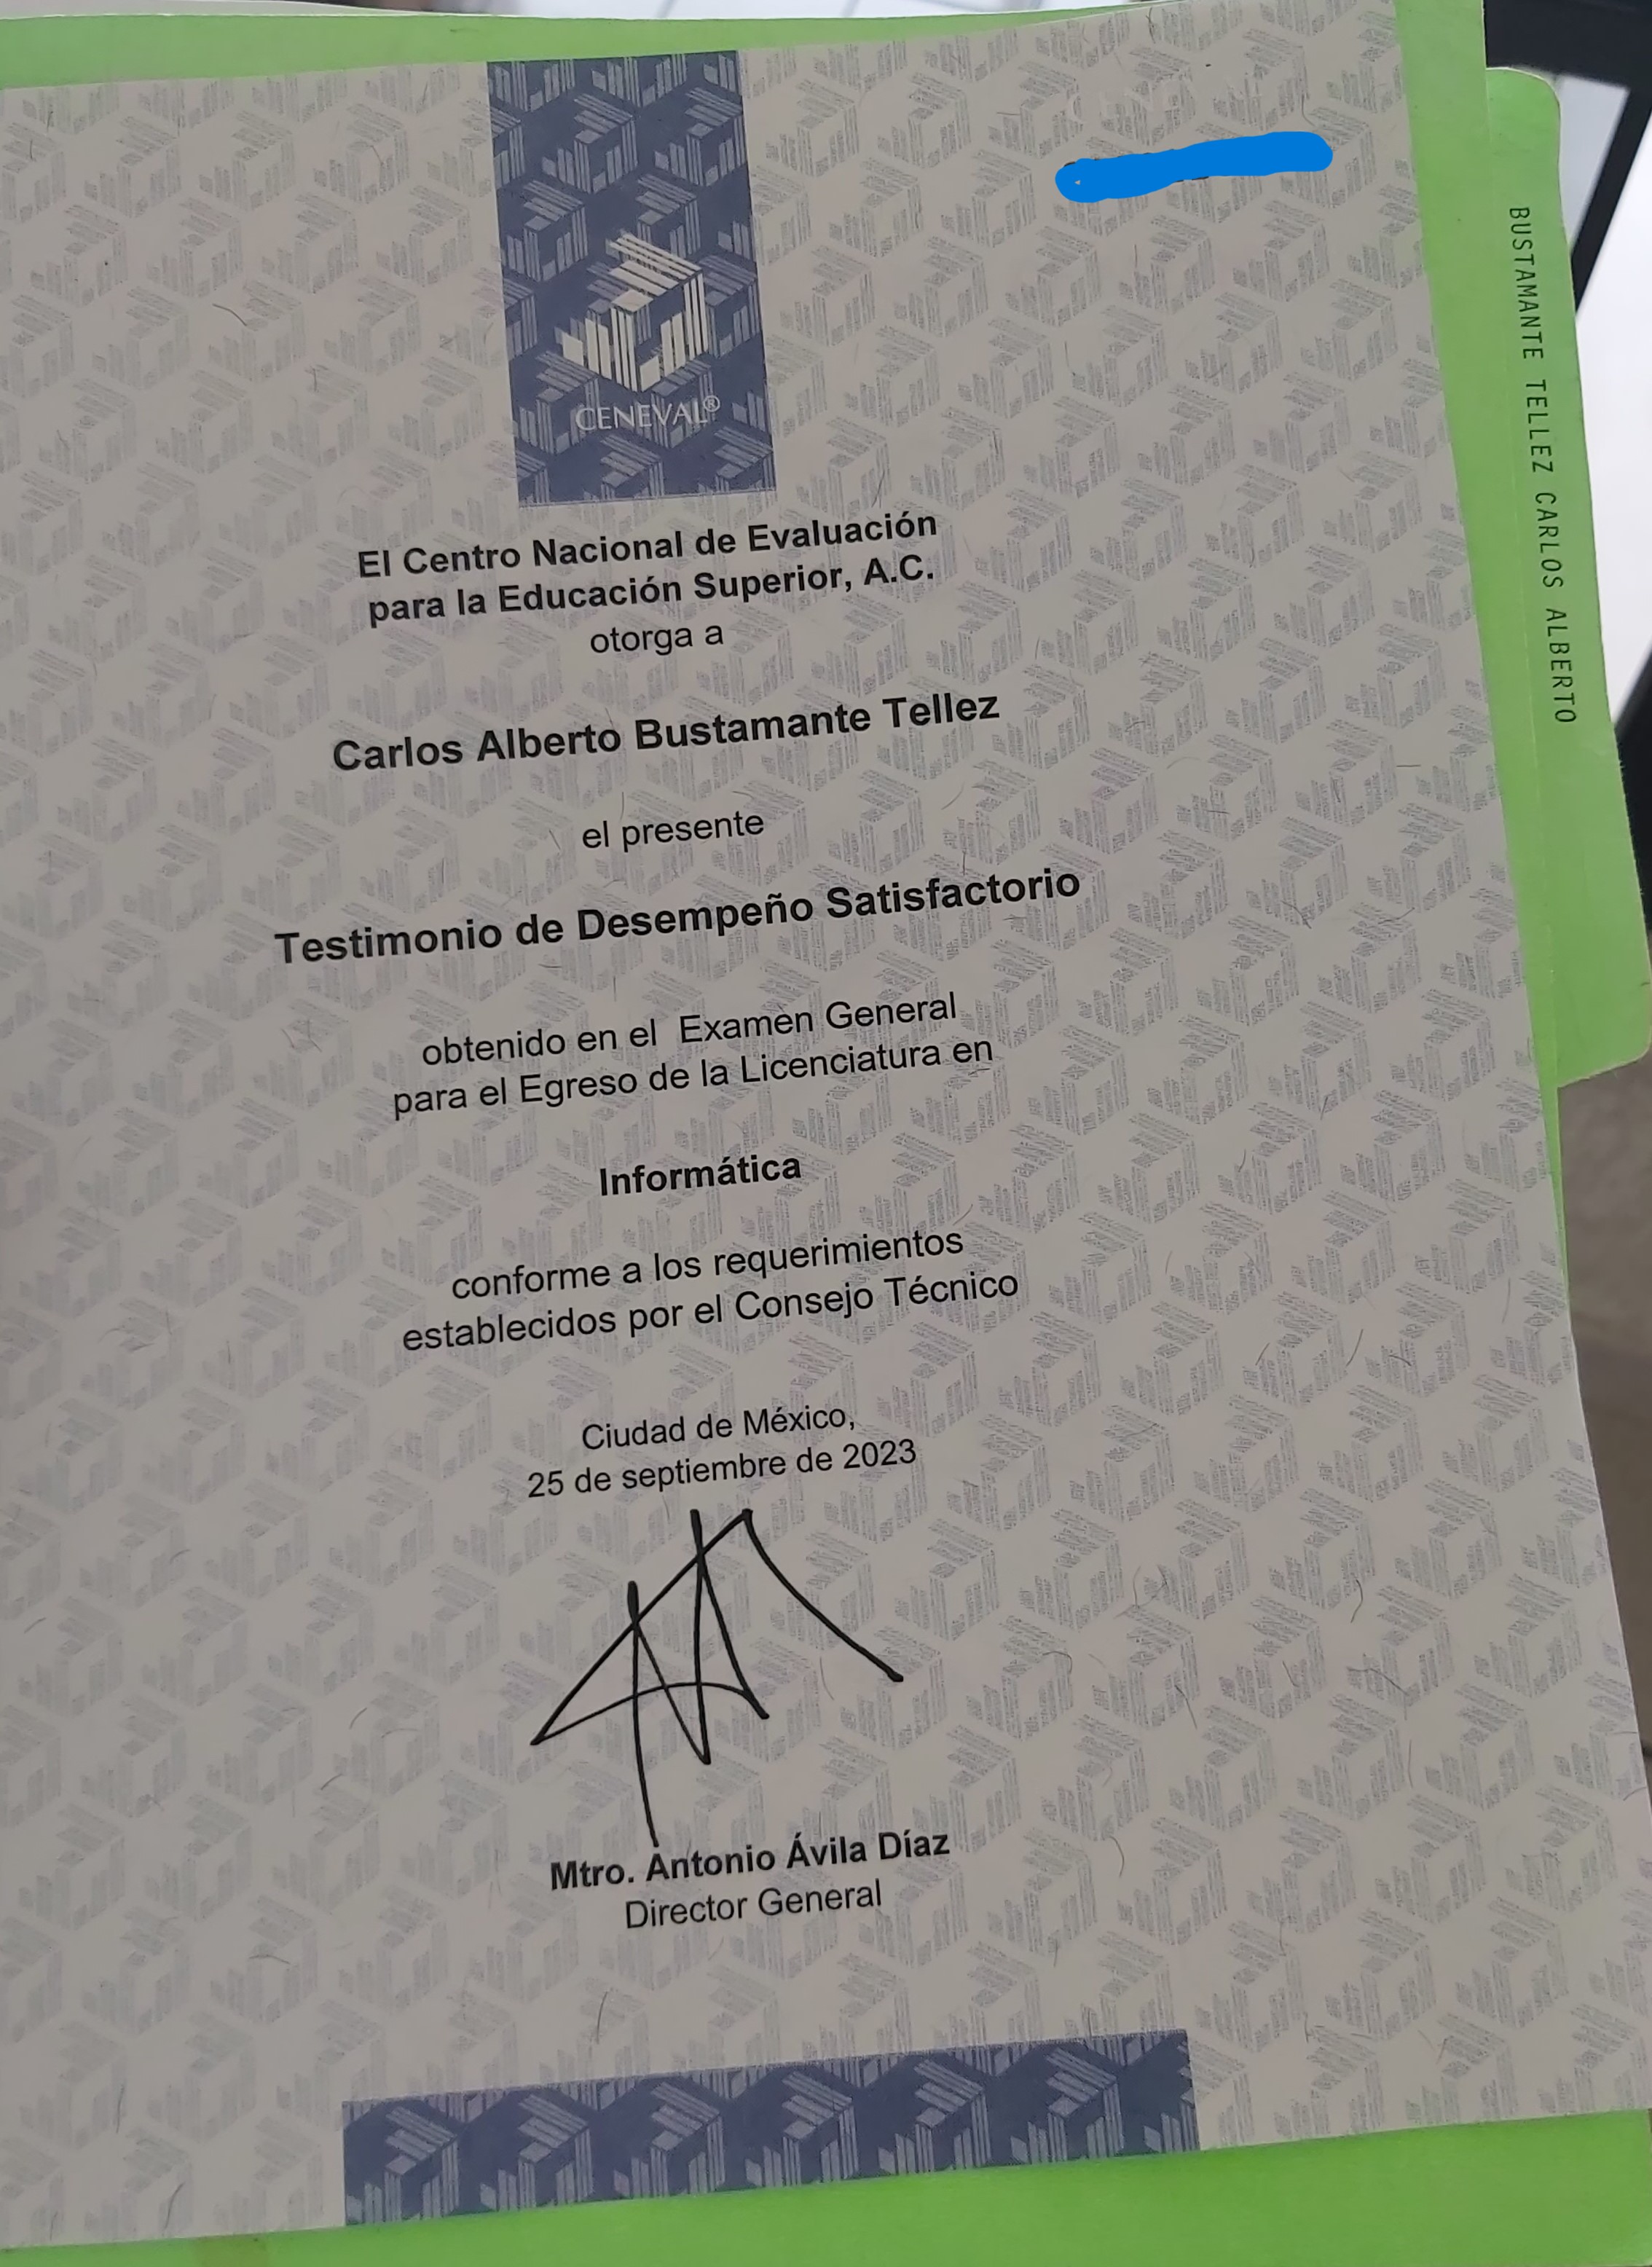 CENEVAL®
El Centro Nacional de Evaluación
para la Educación Superior, A.C.
otorga a
Carlos Alberto Bustamante Tellez
el presente
Testimonio de Desempeño Satisfactorio
obtenido en el Examen General
para el Egreso de la Licenciatura en
Informática
conforme a los requerimientos
establecidos por el Consejo Técnico
Ciudad de México,
25 de septiembre de 2023
Mtro. Antonio Ávila Díaz
Director General
BUSTAMANTE TELLEZ CARLOS ALBERTO